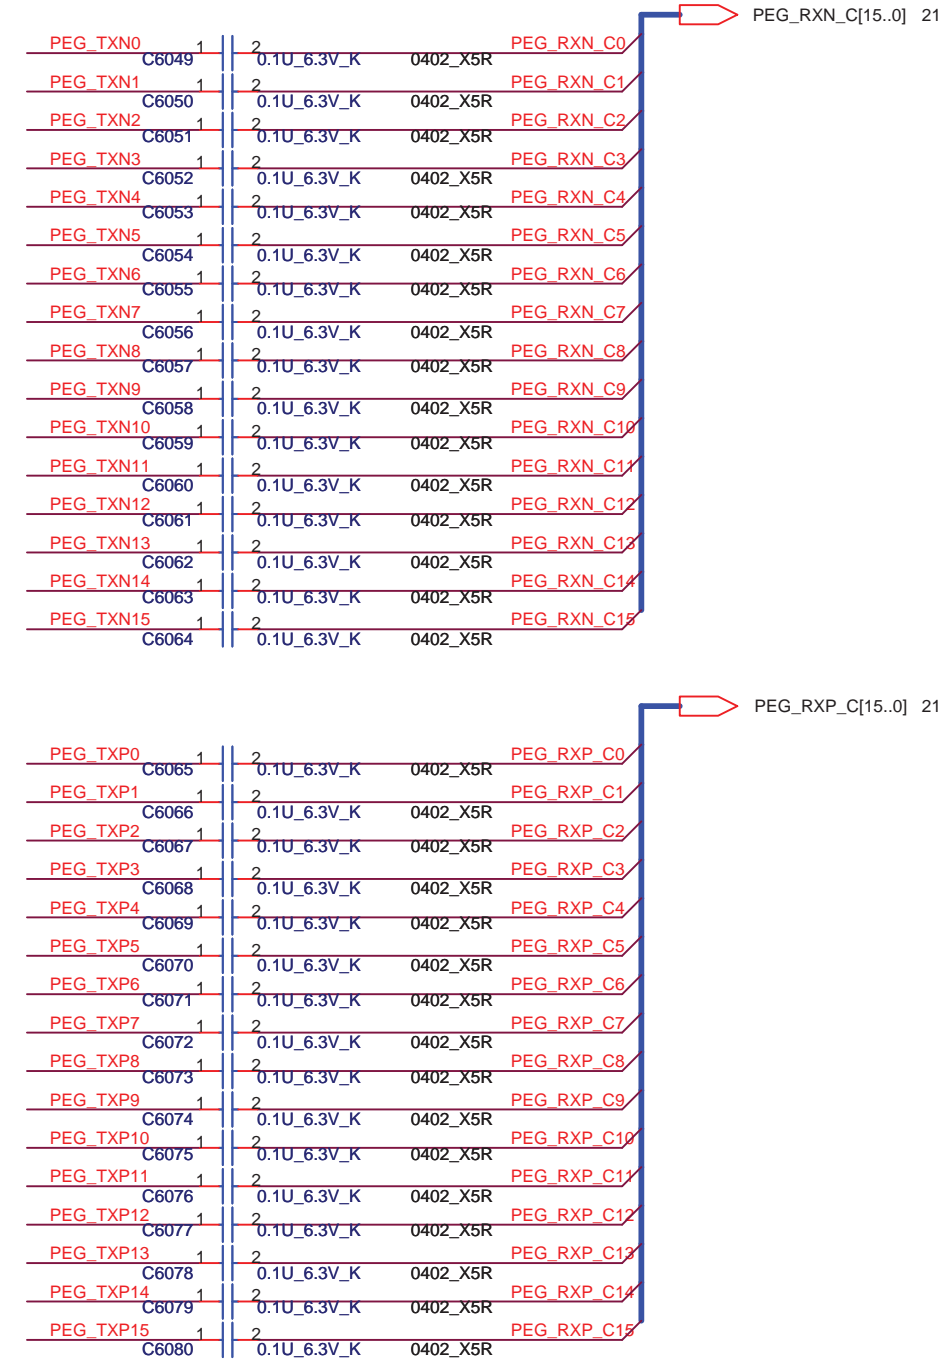 PEG_RXN_C[15..0] 21
PEG_TXN0 1 2 PEG_RXN_C0
C6049 0.1U_6.3V_K 0402_X5R
PEG_TXN1 1 2 PEG_RXN_C1
C6050 0.1U_6.3V_K 0402_X5R
PEG_TXN2 1 2 PEG_RXN_C2
C6051 0.1U_6.3V_K 0402_X5R
PEG_TXN3 1 2 PEG_RXN_C3
C6052 0.1U_6.3V_K 0402_X5R
PEG_TXN4 1 2 PEG_RXN_C4
C6053 0.1U_6.3V_K 0402_X5R
PEG_TXN5 1 2 PEG_RXN_C5
C6054 0.1U_6.3V_K 0402_X5R
PEG_TXN6 1 2 PEG_RXN_C6
C6055 0.1U_6.3V_K 0402_X5R
PEG_TXN7 1 2 PEG_RXN_C7
C6056 0.1U_6.3V_K 0402_X5R
PEG_TXN8 1 2 PEG_RXN_C8
C6057 0.1U_6.3V_K 0402_X5R
PEG_TXN9 1 2 PEG_RXN_C9
C6058 0.1U_6.3V_K 0402_X5R
PEG_TXN10 1 2 PEG_RXN_C10
C6059 0.1U_6.3V_K 0402_X5R
PEG_TXN11 1 2 PEG_RXN_C11
C6060 0.1U_6.3V_K 0402_X5R
PEG_TXN12 1 2 PEG_RXN_C12
C6061 0.1U_6.3V_K 0402_X5R
PEG_TXN13 1 2 PEG_RXN_C13
C6062 0.1U_6.3V_K 0402_X5R
PEG_TXN14 1 2 PEG_RXN_C14
C6063 0.1U_6.3V_K 0402_X5R
PEG_TXN15 1 2 PEG_RXN_C15
C6064 0.1U_6.3V_K 0402_X5R
PEG_RXP_C[15..0] 21
PEG_TXP0 1 2 PEG_RXP_C0
C6065 0.1U_6.3V_K 0402_X5R
PEG_TXP1 1 2 PEG_RXP_C1
C6066 0.1U_6.3V_K 0402_X5R
PEG_TXP2 1 2 PEG_RXP_C2
C6067 0.1U_6.3V_K 0402_X5R
PEG_TXP3 1 2 PEG_RXP_C3
C6068 0.1U_6.3V_K 0402_X5R
PEG_TXP4 1 2 PEG_RXP_C4
C6069 0.1U_6.3V_K 0402_X5R
PEG_TXP5 1 2 PEG_RXP_C5
C6070 0.1U_6.3V_K 0402_X5R
PEG_TXP6 1 2 PEG_RXP_C6
C6071 0.1U_6.3V_K 0402_X5R
PEG_TXP7 1 2 PEG_RXP_C7
C6072 0.1U_6.3V_K 0402_X5R
PEG_TXP8 1 2 PEG_RXP_C8
C6073 0.1U_6.3V_K 0402_X5R
PEG_TXP9 1 2 PEG_RXP_C9
C6074 0.1U_6.3V_K 0402_X5R
PEG_TXP10 1 2 PEG_RXP_C10
C6075 0.1U_6.3V_K 0402_X5R
PEG_TXP11 1 2 PEG_RXP_C11
C6076 0.1U_6.3V_K 0402_X5R
PEG_TXP12 1 2 PEG_RXP_C12
C6077 0.1U_6.3V_K 0402_X5R
PEG_TXP13 1 2 PEG_RXP_C13
C6078 0.1U_6.3V_K 0402_X5R
PEG_TXP14 1 2 PEG_RXP_C14
C6079 0.1U_6.3V_K 0402_X5R
PEG_TXP15 1 2 PEG_RXP_C15
C6080 0.1U_6.3V_K 0402_X5R